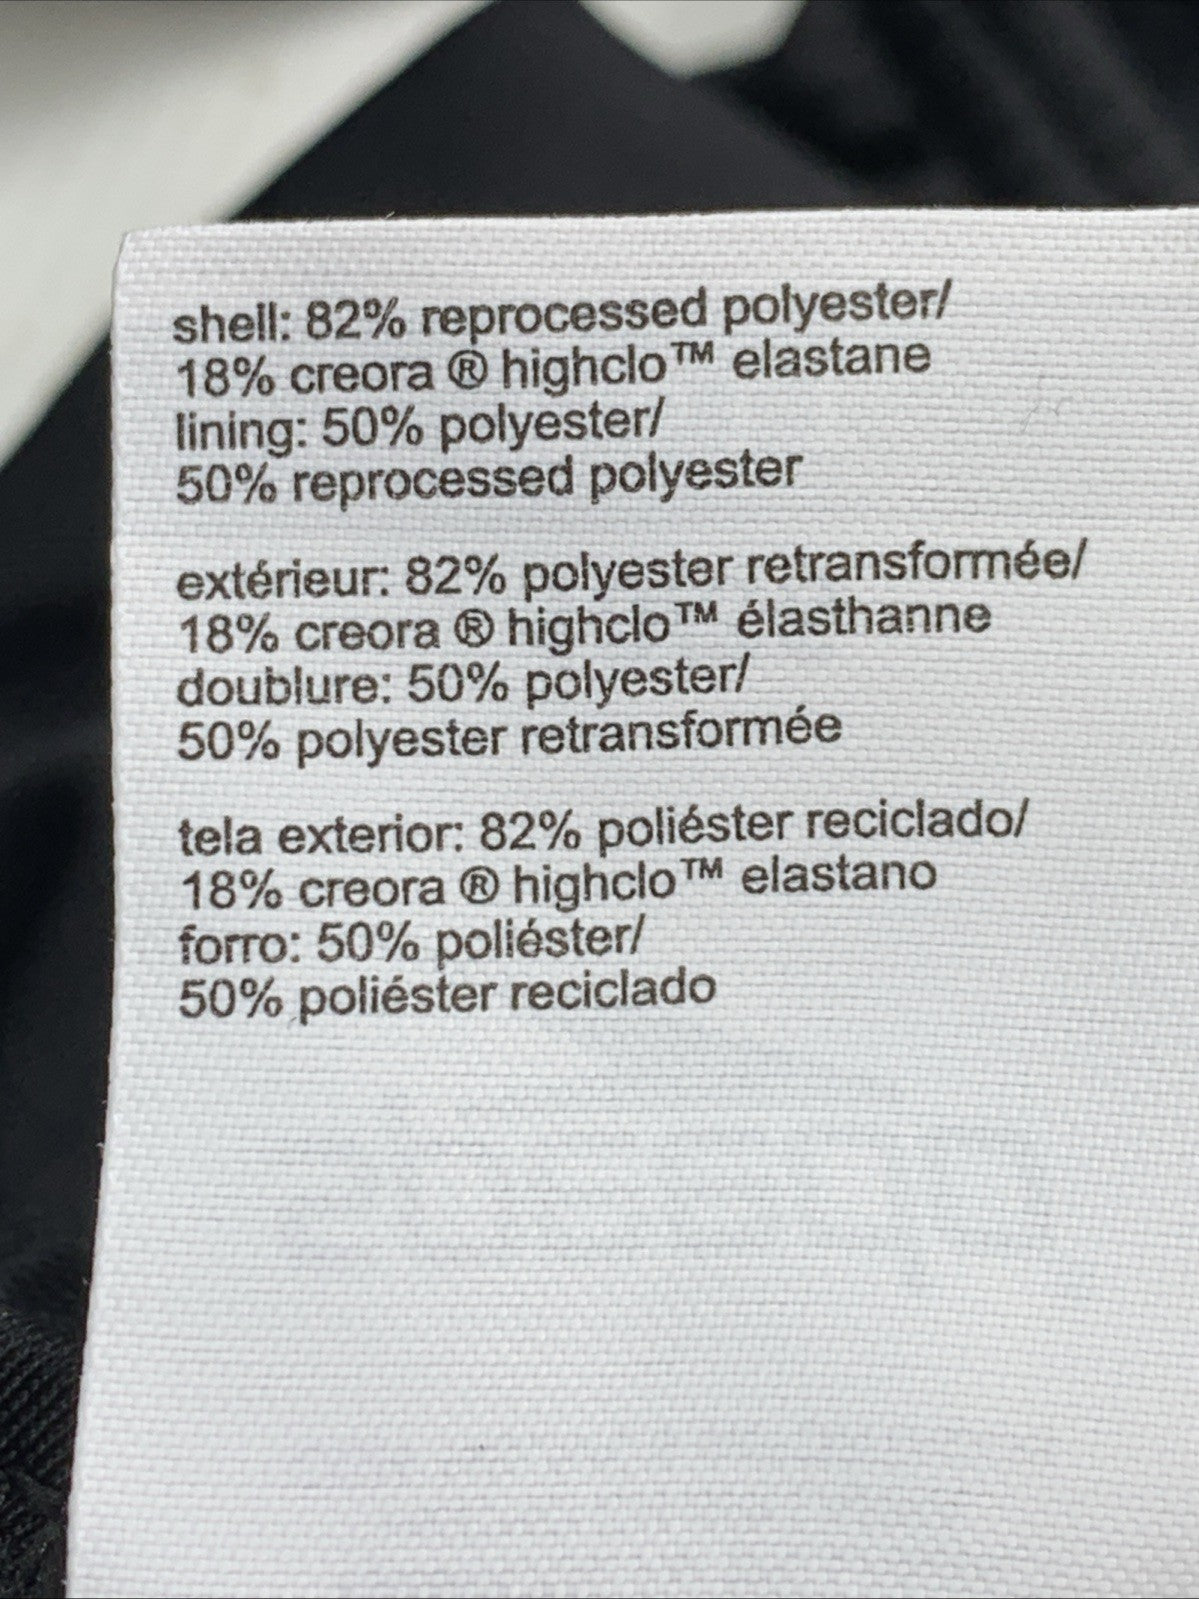 shell: 82% reprocessed polyester/
18% creora ® highclo™ elastane
lining: 50% polyester/
50% reprocessed polyester
extérieur: 82% polyester retransformée/
18% creora ® highclo™ élasthanne
doublure: 50% polyester/
50% polyester retransformée
tela exterior: 82% poliéster reciclado/
18% creora ® highclo™ elastano
forro: 50% poliéster/
50% poliéster reciclado